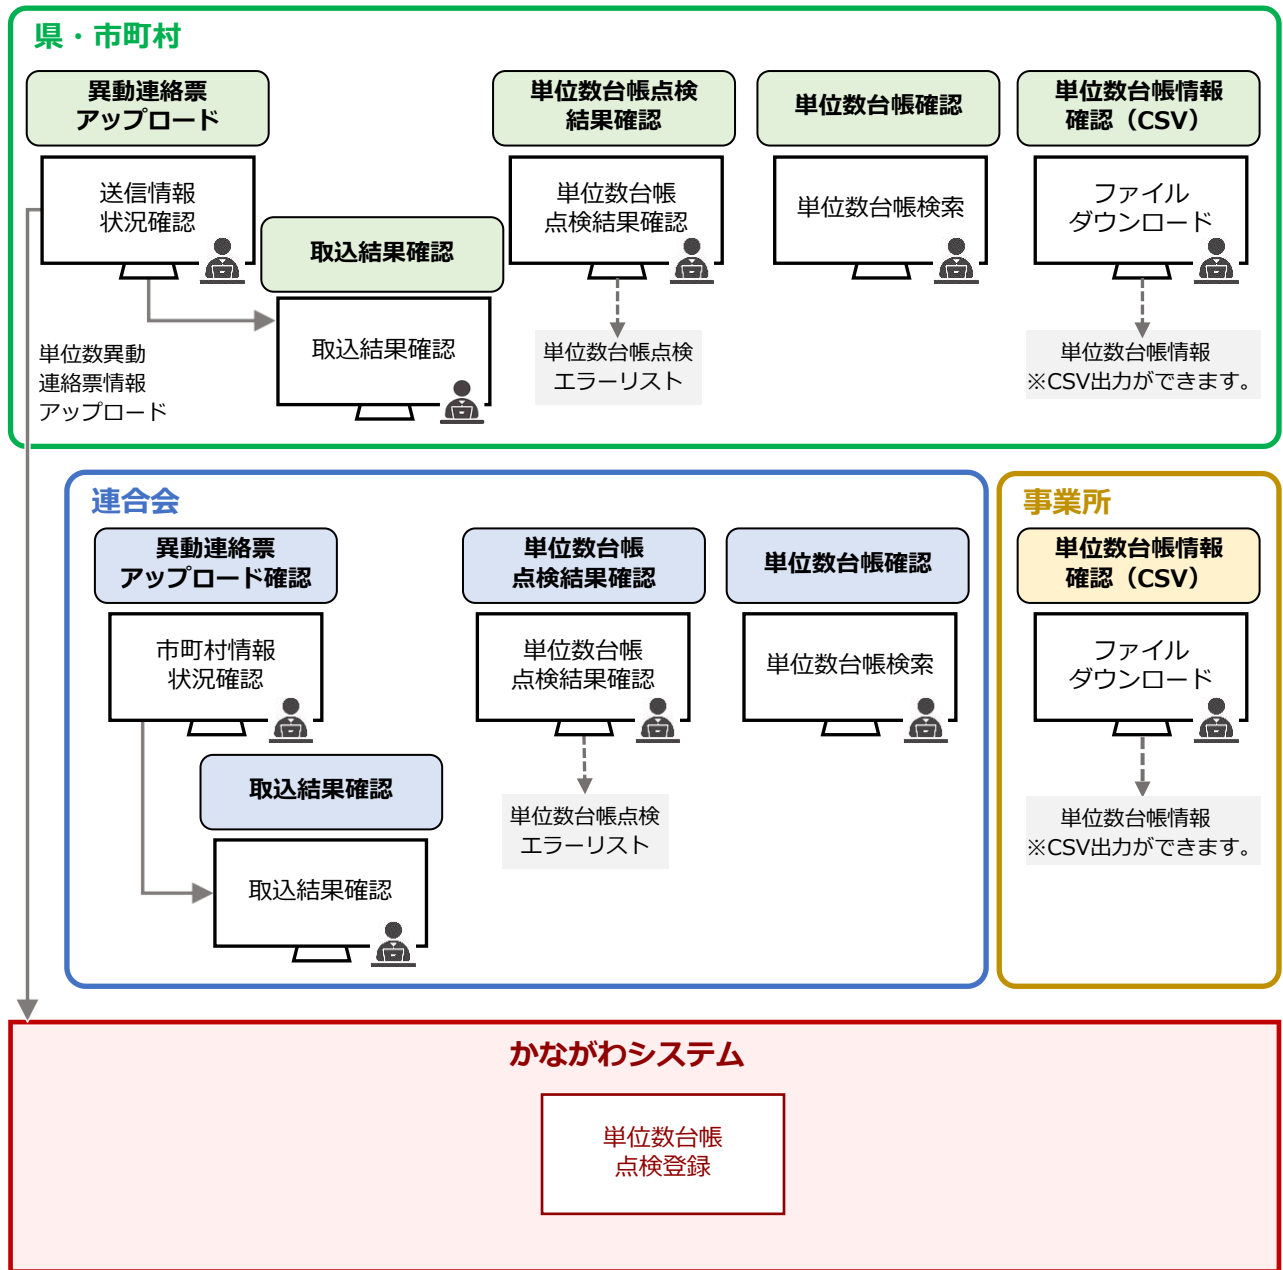 県・市町村
異動連絡票
アップロード
送信情報
状況確認
単位数異動
連絡票情報
アップロード
取込結果確認
取込結果確認
単位数台帳点検
結果確認
単位数台帳
点検結果確認
単位数台帳点検
エラーリスト
単位数台帳確認
単位数台帳検索
単位数台帳情報
確認（CSV）
ファイル
ダウンロード
単位数台帳情報
※CSV出力ができます。
連合会
異動連絡票
アップロード確認
市町村情報
状況確認
取込結果確認
取込結果確認
単位数台帳
点検結果確認
単位数台帳
点検結果確認
単位数台帳点検
エラーリスト
単位数台帳確認
単位数台帳検索
事業所
単位数台帳情報
確認（CSV）
ファイル
ダウンロード
単位数台帳情報
※CSV出力ができます。
かながわシステム
単位数台帳
点検登録